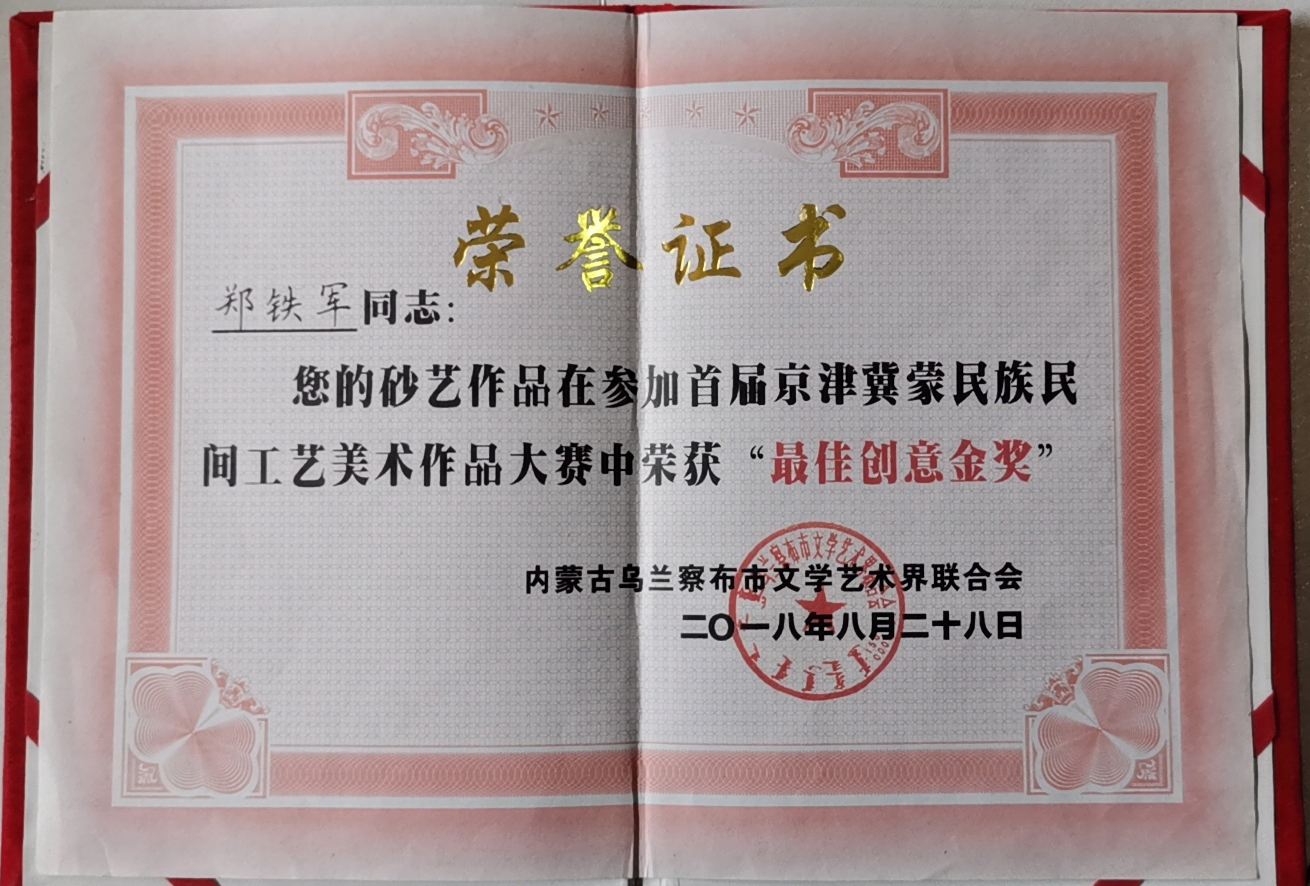 荣誉证书
郑铁军同志:
您的砂艺作品在参加首届京津冀蒙民族民
间工艺美术作品大赛中荣获“最佳创意金奖”
内蒙古乌兰察布市文学艺术界联合会
二〇一八年八月二十八日